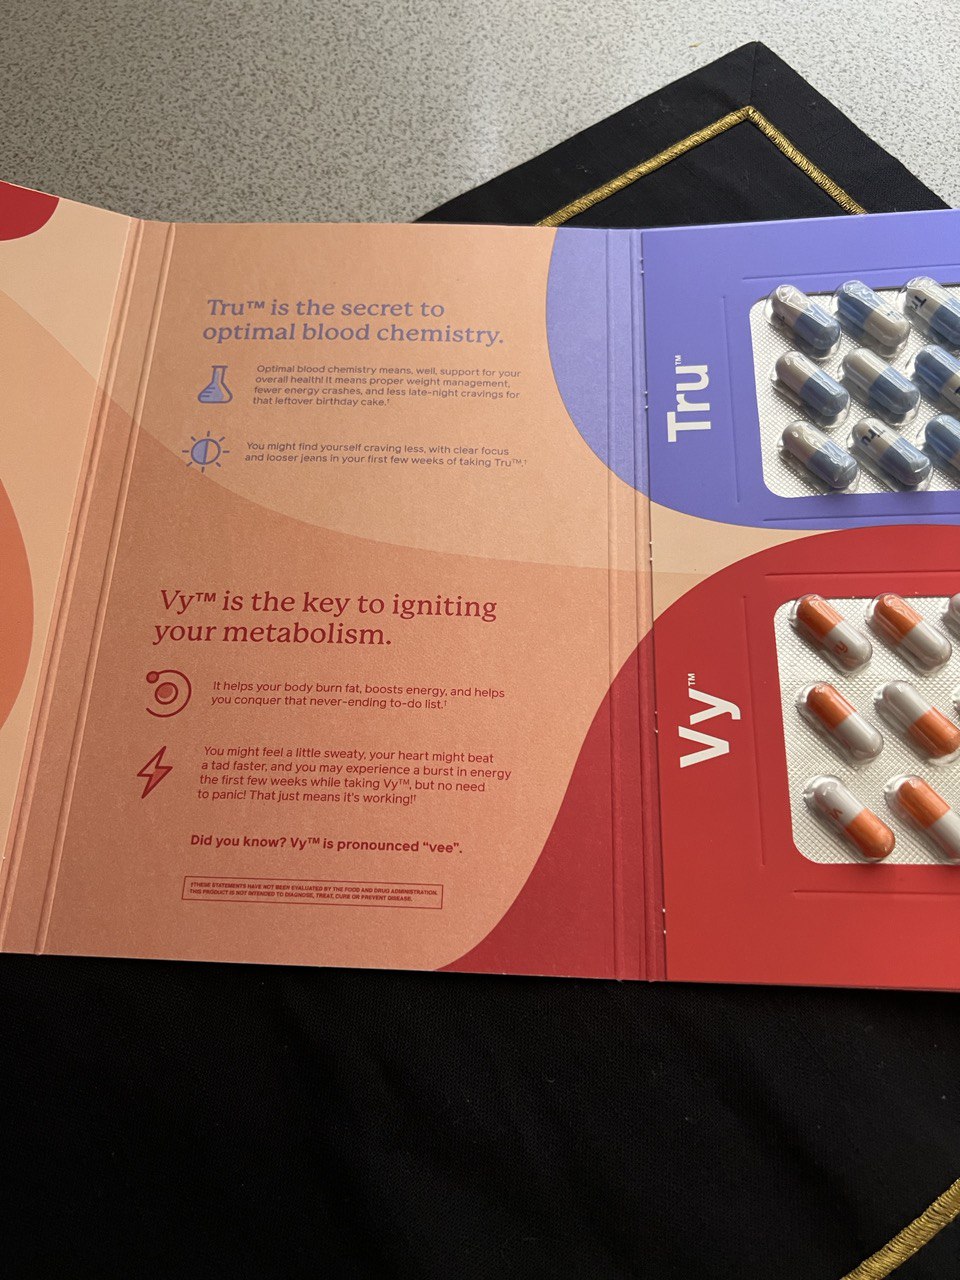 Tru™ is the secret to
optimal blood chemistry.
Optimal blood chemistry means, well, support for your
overall health! It means proper weight management,
fewer energy crashes, and less late-night cravings for
that leftover birthday cake.†
You might find yourself craving less, with clear focus
and looser jeans in your first few weeks of taking Tru™.†
Vy™ is the key to igniting
your metabolism.
It helps your body burn fat, boosts energy, and helps
you conquer that never-ending to-do list.†
You might feel a little sweaty, your heart might beat
a tad faster, and you may experience a burst in energy
the first few weeks while taking Vy™, but no need
to panic! That just means it's working!†
Did you know? Vy™ is pronounced "vee".
†THESE STATEMENTS HAVE NOT BEEN EVALUATED BY THE FOOD AND DRUG ADMINISTRATION.
THIS PRODUCT IS NOT INTENDED TO DIAGNOSE, TREAT, CURE OR PREVENT DISEASE.
Tru™
Vy™